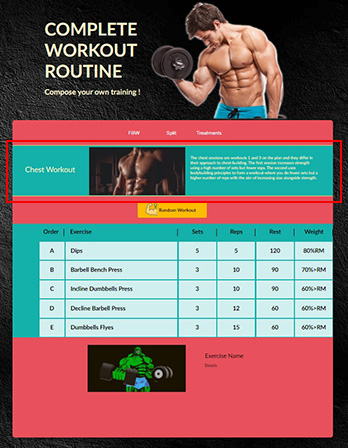 COMPLETE
WORKOUT
ROUTINE
Compose your own training !
FBW Split Treatments
Chest Workout
The chest sessions are workouts 1 and 3 on the plan and they differ in
their approach to chest-building. The first session increases strength
using a high number of sets but fewer reps. The second uses
bodybuilding principles to form a workout where you do fewer sets but a
higher number of reps with the aim of increasing size alongside strength.
Random Workout
Order Exercise Sets Reps Rest Weight
A Dips 5 5 120 80%RM
B Barbell Bench Press 3 10 90 70%>RM
C Incline Dumbbells Press 3 10 90 60%>RM
D Decline Barbell Press 3 12 60 60%>RM
E Dumbbells Flyes 3 15 60 60%>RM
Exercise Name